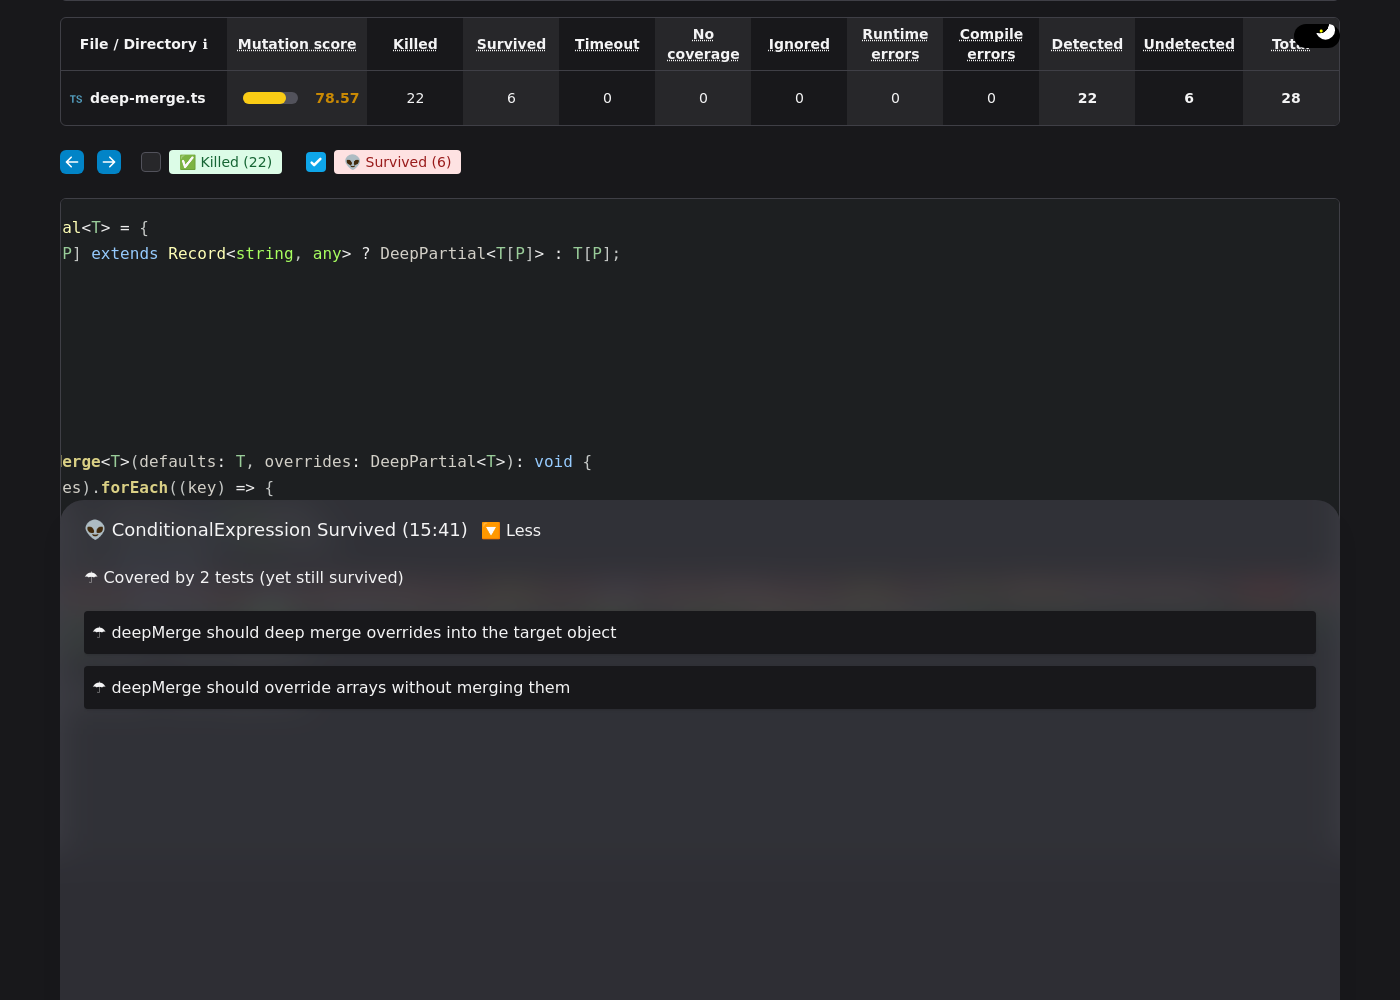 File / Directory ℹ Mutation score Killed Survived Timeout No coverage Ignored Runtime errors Compile errors Detected Undetected
TS deep-merge.ts 78.57 22 6 0 0 0 0 0 22 6 28
✅ Killed (22) 👽 Survived (6)
al<T> = {
P] extends Record<string, any> ? DeepPartial<T[P]> : T[P];
erge<T>(defaults: T, overrides: DeepPartial<T>): void {
es).forEach((key) => {
👽 ConditionalExpression Survived (15:41) 🔽 Less
☂ Covered by 2 tests (yet still survived)
☂ deepMerge should deep merge overrides into the target object
☂ deepMerge should override arrays without merging them